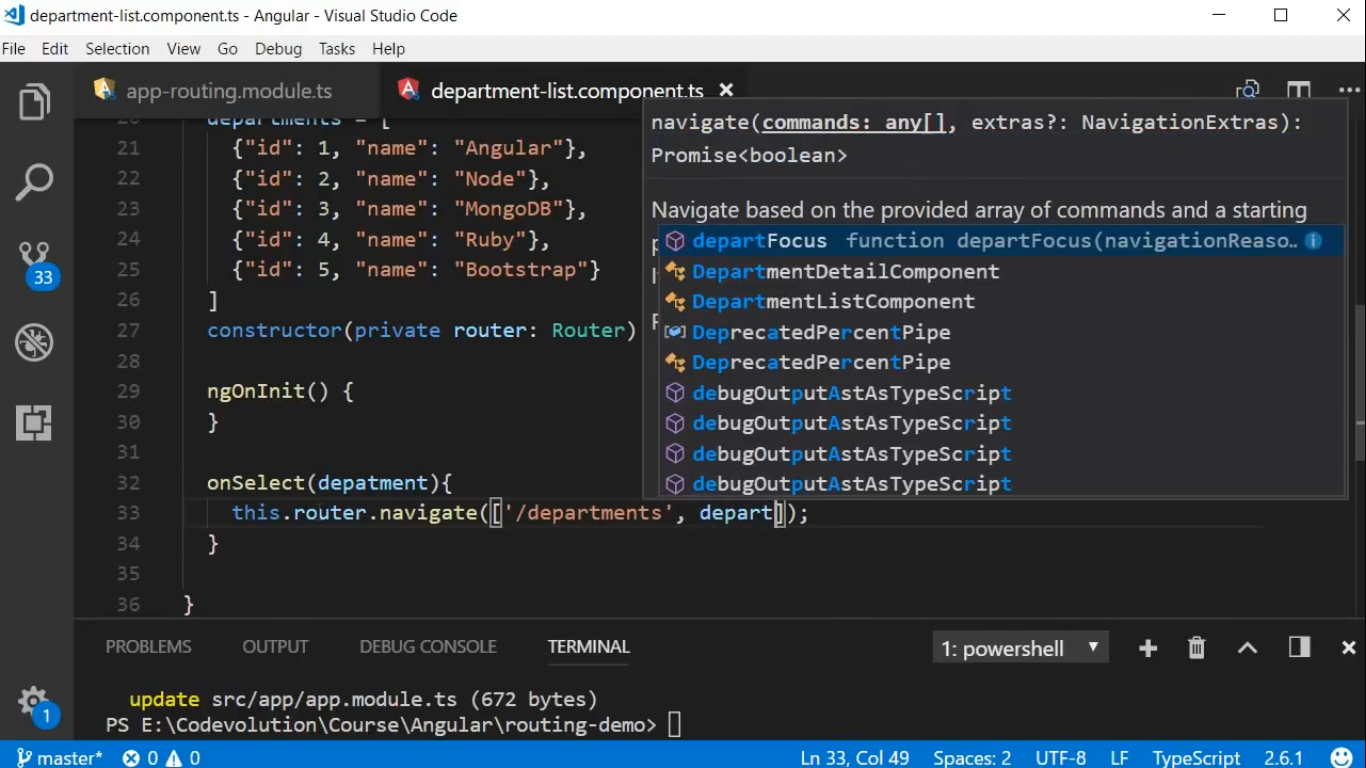 department-list.component.ts - Angular - Visual Studio Code
File Edit Selection View Go Debug Tasks Help
app-routing.module.ts department-list.component.ts
departments = [
21 {"id": 1, "name": "Angular"},
22 {"id": 2, "name": "Node"},
23 {"id": 3, "name": "MongoDB"},
24 {"id": 4, "name": "Ruby"},
25 {"id": 5, "name": "Bootstrap"}
26 ]
27 constructor(private router: Router)
28
29 ngOnInit() {
30 }
31
32 onSelect(depatment){
33 this.router.navigate(['/departments', depart]);
34 }
35
36 }
navigate(commands: any[], extras?: NavigationExtras):
Promise<boolean>
Navigate based on the provided array of commands and a starting
departFocus function departFocus(navigationReaso..
DepartmentDetailComponent
DepartmentListComponent
DeprecatedPercentPipe
DeprecatedPercentPipe
debugOutputAstAsTypeScript
debugOutputAstAsTypeScript
debugOutputAstAsTypeScript
debugOutputAstAsTypeScript
33
1
PROBLEMS OUTPUT DEBUG CONSOLE TERMINAL 1: powershell
update src/app/app.module.ts (672 bytes)
PS E:\Codevolution\Course\Angular\routing-demo>
master* 0 0 Ln 33, Col 49 Spaces: 2 UTF-8 LF TypeScript 2.6.1